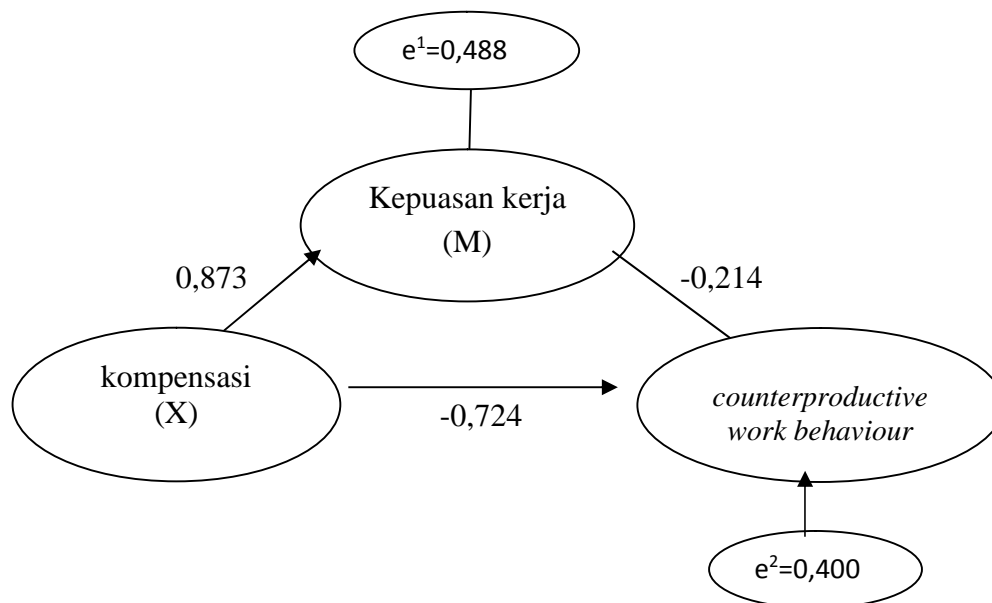 e¹=0,488
Kepuasan kerja
(M)
0,873
-0,214
kompensasi
(X)
-0,724
counterproductive
work behaviour
e²=0,400